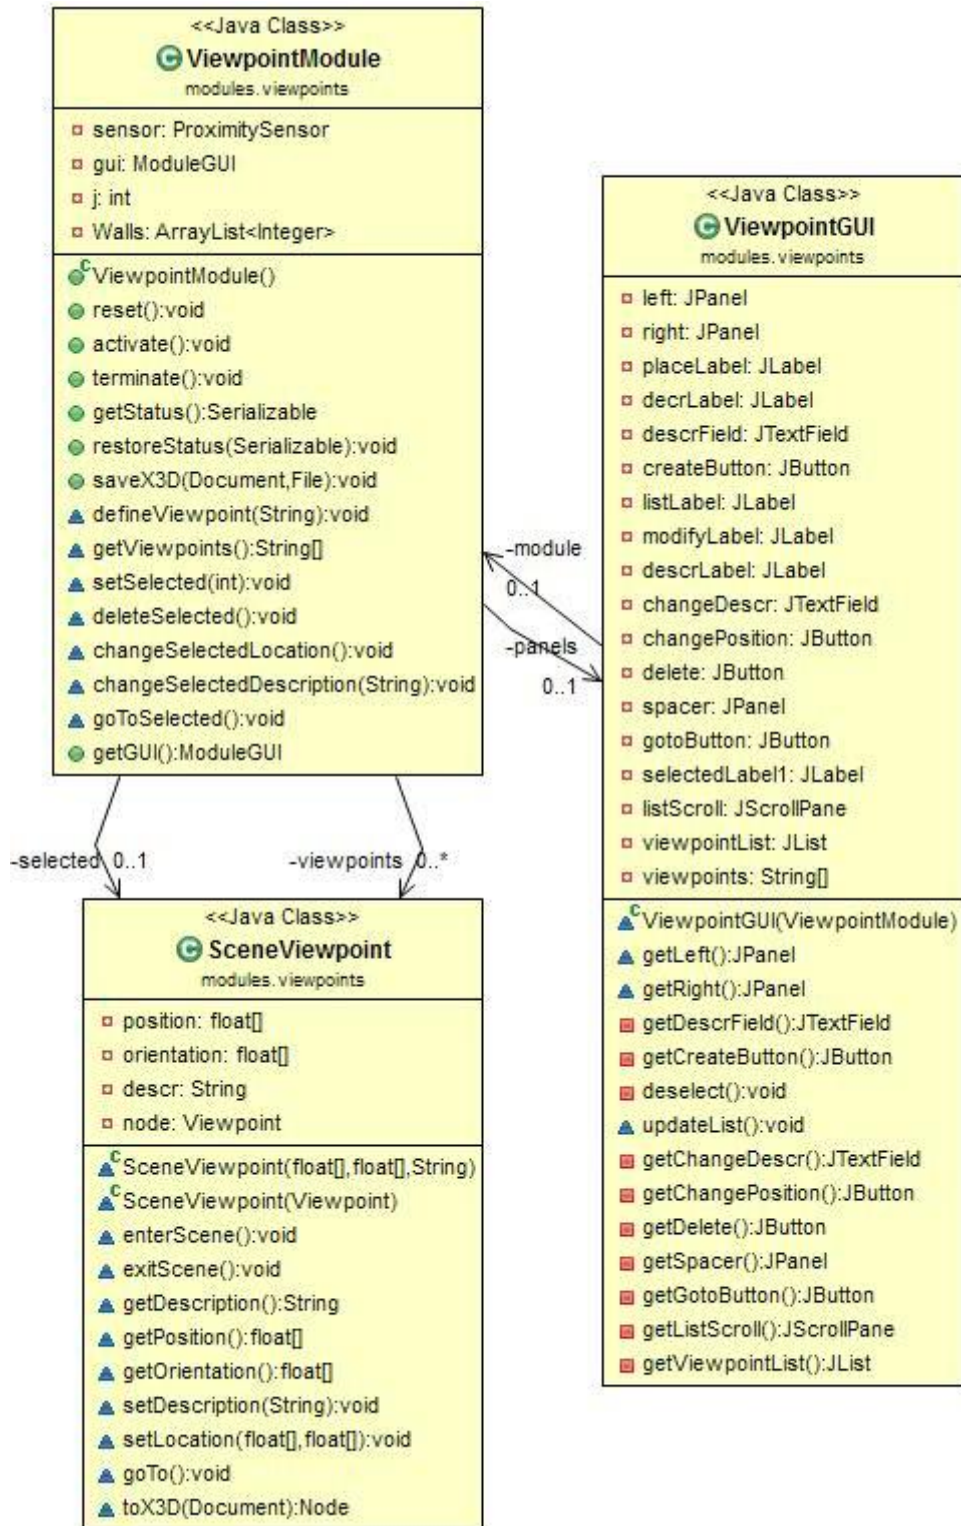 <<Java Class>>
ViewpointModule
modules.viewpoints
sensor: ProximitySensor
gui: ModuleGUI
j: int
Walls: ArrayList<Integer>
ViewpointModule()
reset():void
activate():void
terminate():void
getStatus():Serializable
restoreStatus(Serializable):void
saveX3D(Document,File):void
defineViewpoint(String):void
getViewpoints():String[]
setSelected(int):void
deleteSelected():void
changeSelectedLocation():void
changeSelectedDescription(String):void
goToSelected():void
getGUI():ModuleGUI
-module
0..1
-panels
0..1
-selected 0..1
-viewpoints 0..*
<<Java Class>>
SceneViewpoint
modules.viewpoints
position: float[]
orientation: float[]
descr: String
node: Viewpoint
SceneViewpoint(float[],float[],String)
SceneViewpoint(Viewpoint)
enterScene():void
exitScene():void
getDescription():String
getPosition():float[]
getOrientation():float[]
setDescription(String):void
setLocation(float[],float[]):void
goTo():void
toX3D(Document):Node
<<Java Class>>
ViewpointGUI
modules.viewpoints
left: JPanel
right: JPanel
placeLabel: JLabel
decrLabel: JLabel
descrField: JTextField
createButton: JButton
listLabel: JLabel
modifyLabel: JLabel
descrLabel: JLabel
changeDescr: JTextField
changePosition: JButton
delete: JButton
spacer: JPanel
gotoButton: JButton
selectedLabel1: JLabel
listScroll: JScrollPane
viewpointList: JList
viewpoints: String[]
ViewpointGUI(ViewpointModule)
getLeft():JPanel
getRight():JPanel
getDescrField():JTextField
getCreateButton():JButton
deselect():void
updateList():void
getChangeDescr():JTextField
getChangePosition():JButton
getDelete():JButton
getSpacer():JPanel
getGotoButton():JButton
getListScroll():JScrollPane
getViewpointList():JList